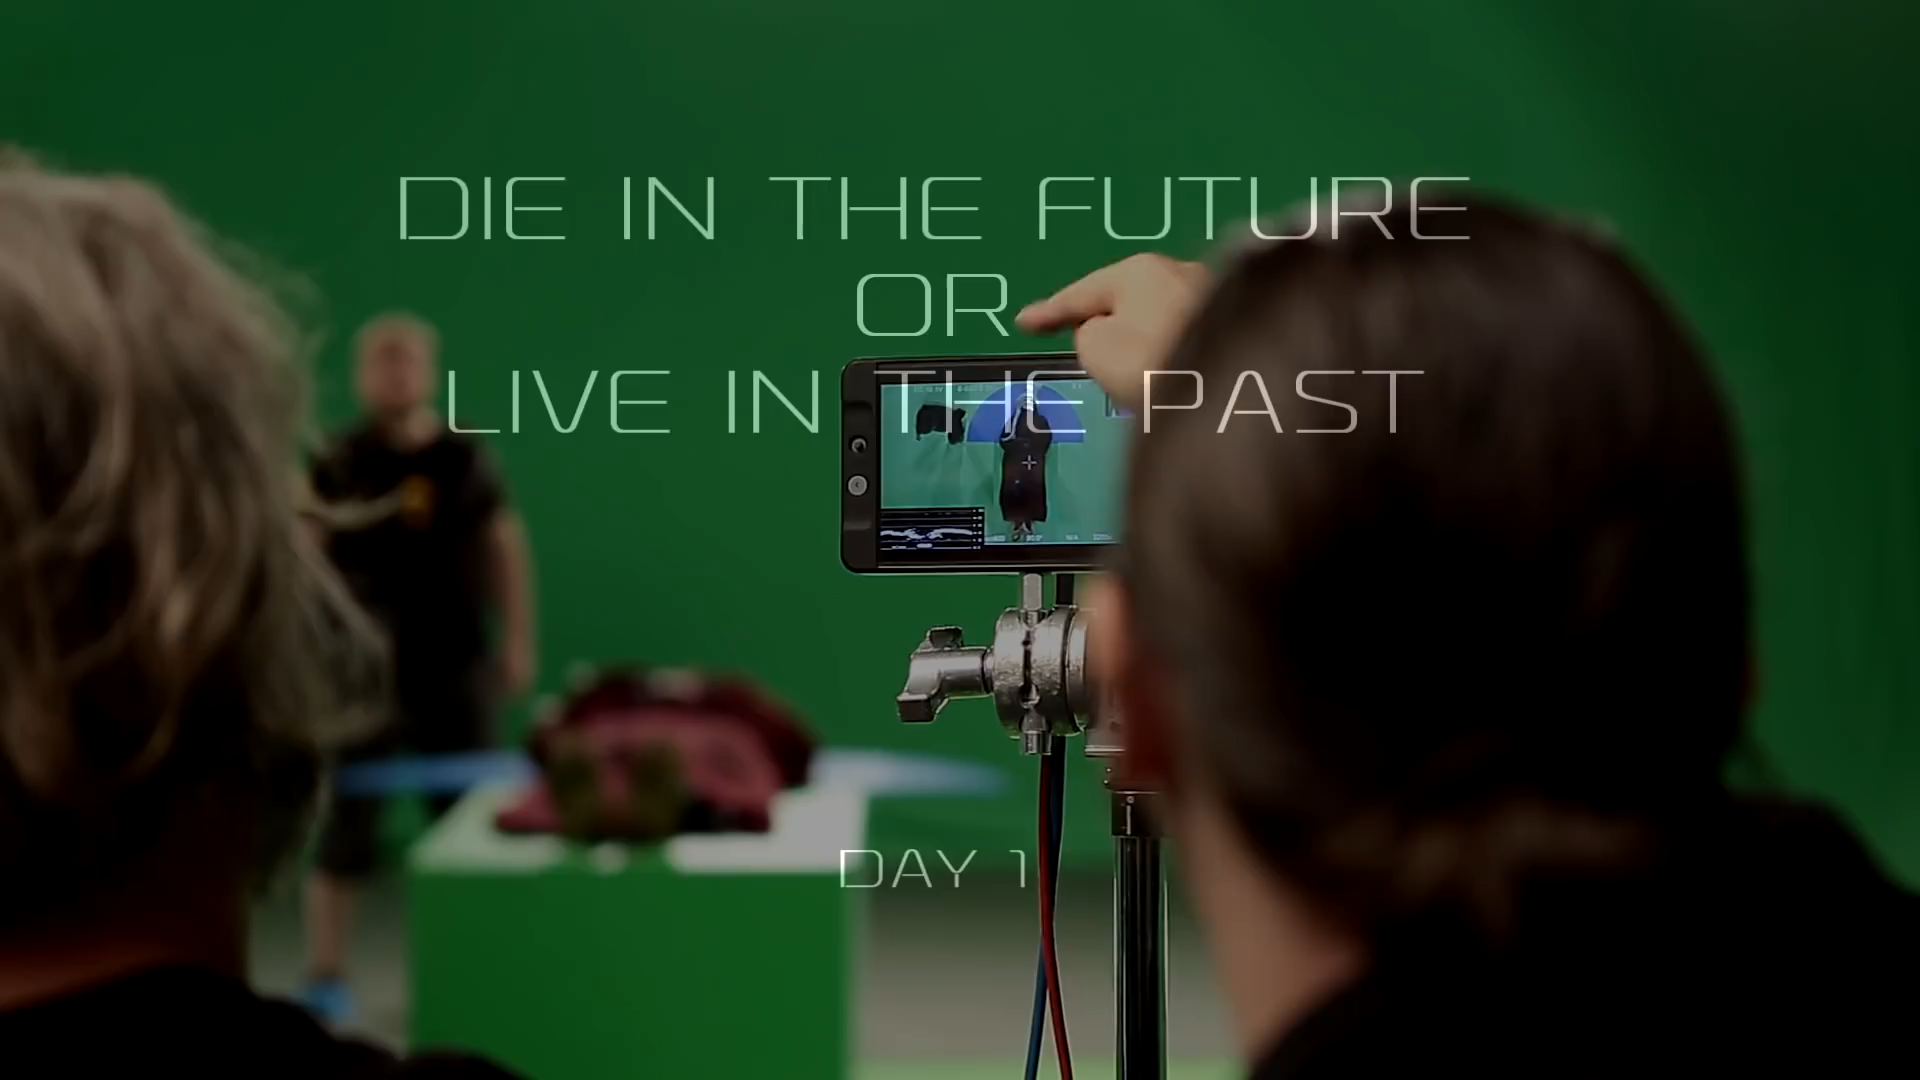 DIE IN THE FUTURE
OR
LIVE IN THE PAST
DAY 1